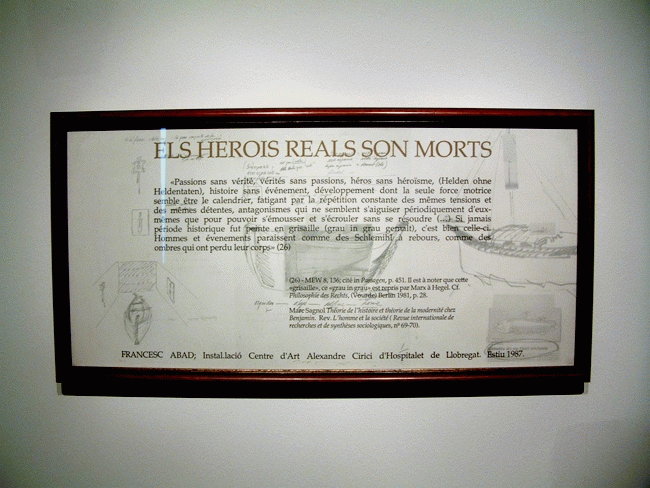 ELS HEROIS REALS SON MORTS
«Passions sans vérité, vérités sans passions, héros sans héroïsme, (Helden ohne
Heldentaten), histoire sans événement, développement dont la seule force motrice
semble être le calendrier, fatigant par la répétition constante des mêmes tensions et
des mêmes détentes, antagonismes qui ne semblent s'aiguiser périodiquement d'eux-
mêmes que pour pouvoir s'émousser et s'écrouler sans se résoudre (...) Si jamais
période historique fut peinte en grisaille (grau in grau gemalt), c'est bien celle-ci.
Hommes et évenements paraissent comme des Schlemihl à rebours, comme des
ombres qui ont perdu leur corps» (26)
(26) - MEW 8, 136; cité in Passages, p. 451. Il est à noter que cette
«grisaille», ce «grau in grau» est repris par Marx à Hegel. Cf.
Philosophie des Rechts, (Vorrede) Berlin 1981, p. 28.
Marc Sagnol Théorie de l'histoire et théorie de la modernité chez
Benjamin. Rev. L'homme et la société (Revue internationale de
recherches et de synthèses sociologiques, nº 69-70).
FRANCESC ABAD; Instal.lació Centre d'Art Alexandre Cirici d'Hospitalet de Llobregat. Estiu 1987.